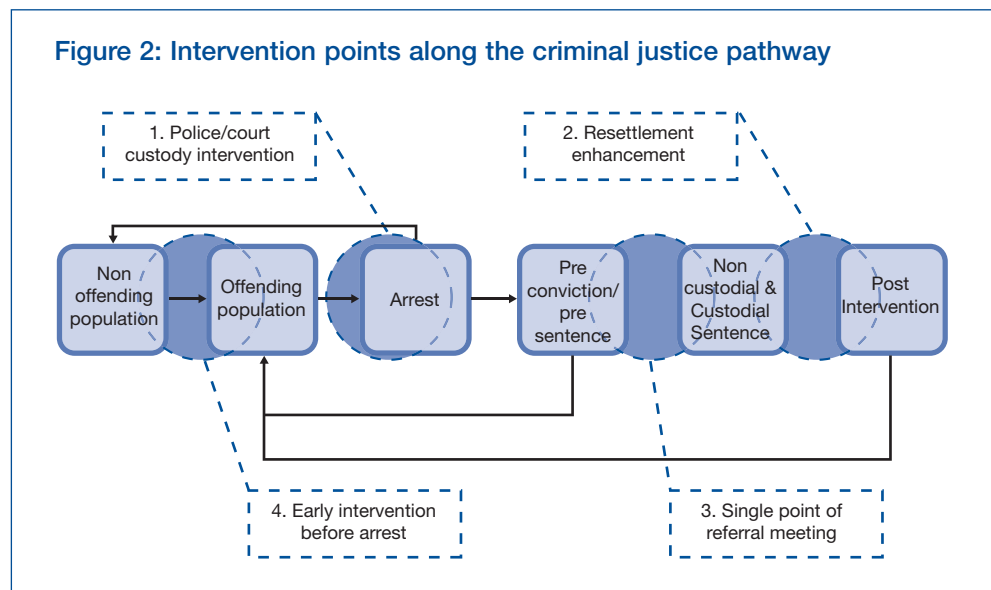 Figure 2: Intervention points along the criminal justice pathway
1. Police/court
custody intervention
2. Resettlement
enhancement
Non
offending
population
Offending
population
Arrest
Pre
conviction/
pre
sentence
Non
custodial &
Custodial
Sentence
Post
Intervention
4. Early intervention
before arrest
3. Single point of
referral meeting